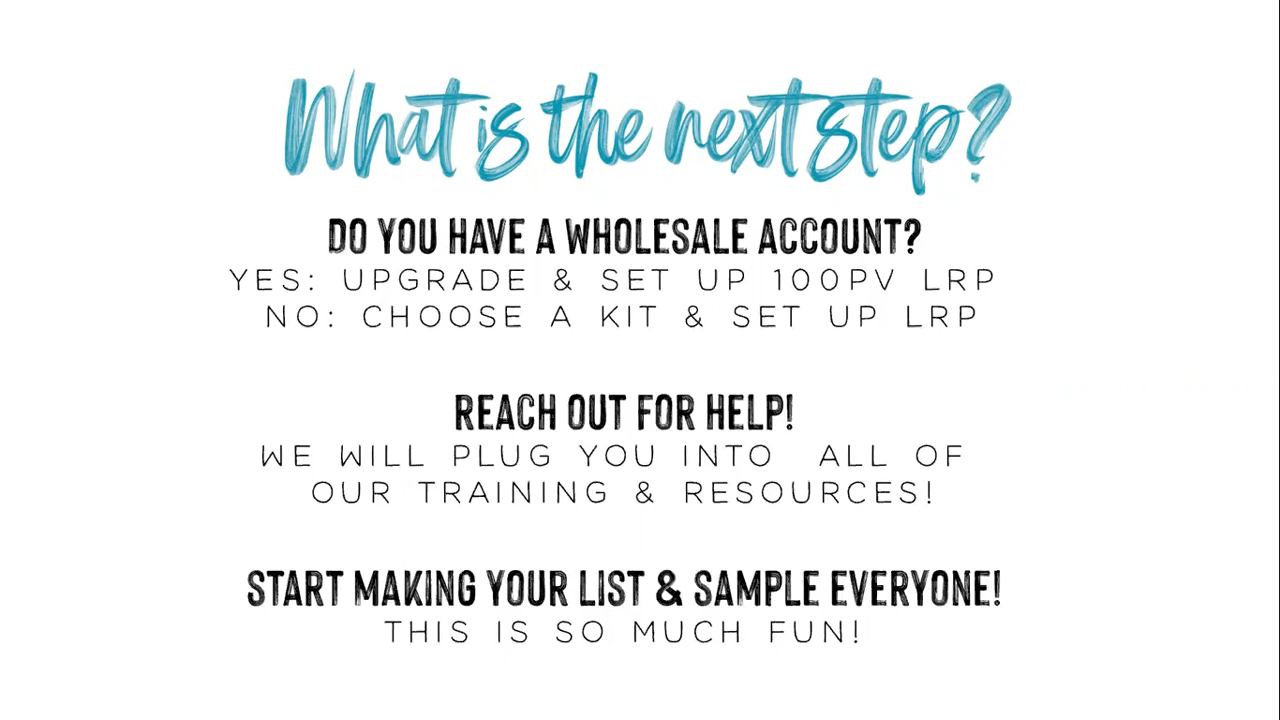 What is the next step?
DO YOU HAVE A WHOLESALE ACCOUNT?
YES: UPGRADE & SET UP 100PV LRP
NO: CHOOSE A KIT & SET UP LRP
REACH OUT FOR HELP!
WE WILL PLUG YOU INTO ALL OF
OUR TRAINING & RESOURCES!
START MAKING YOUR LIST & SAMPLE EVERYONE!
THIS IS SO MUCH FUN!